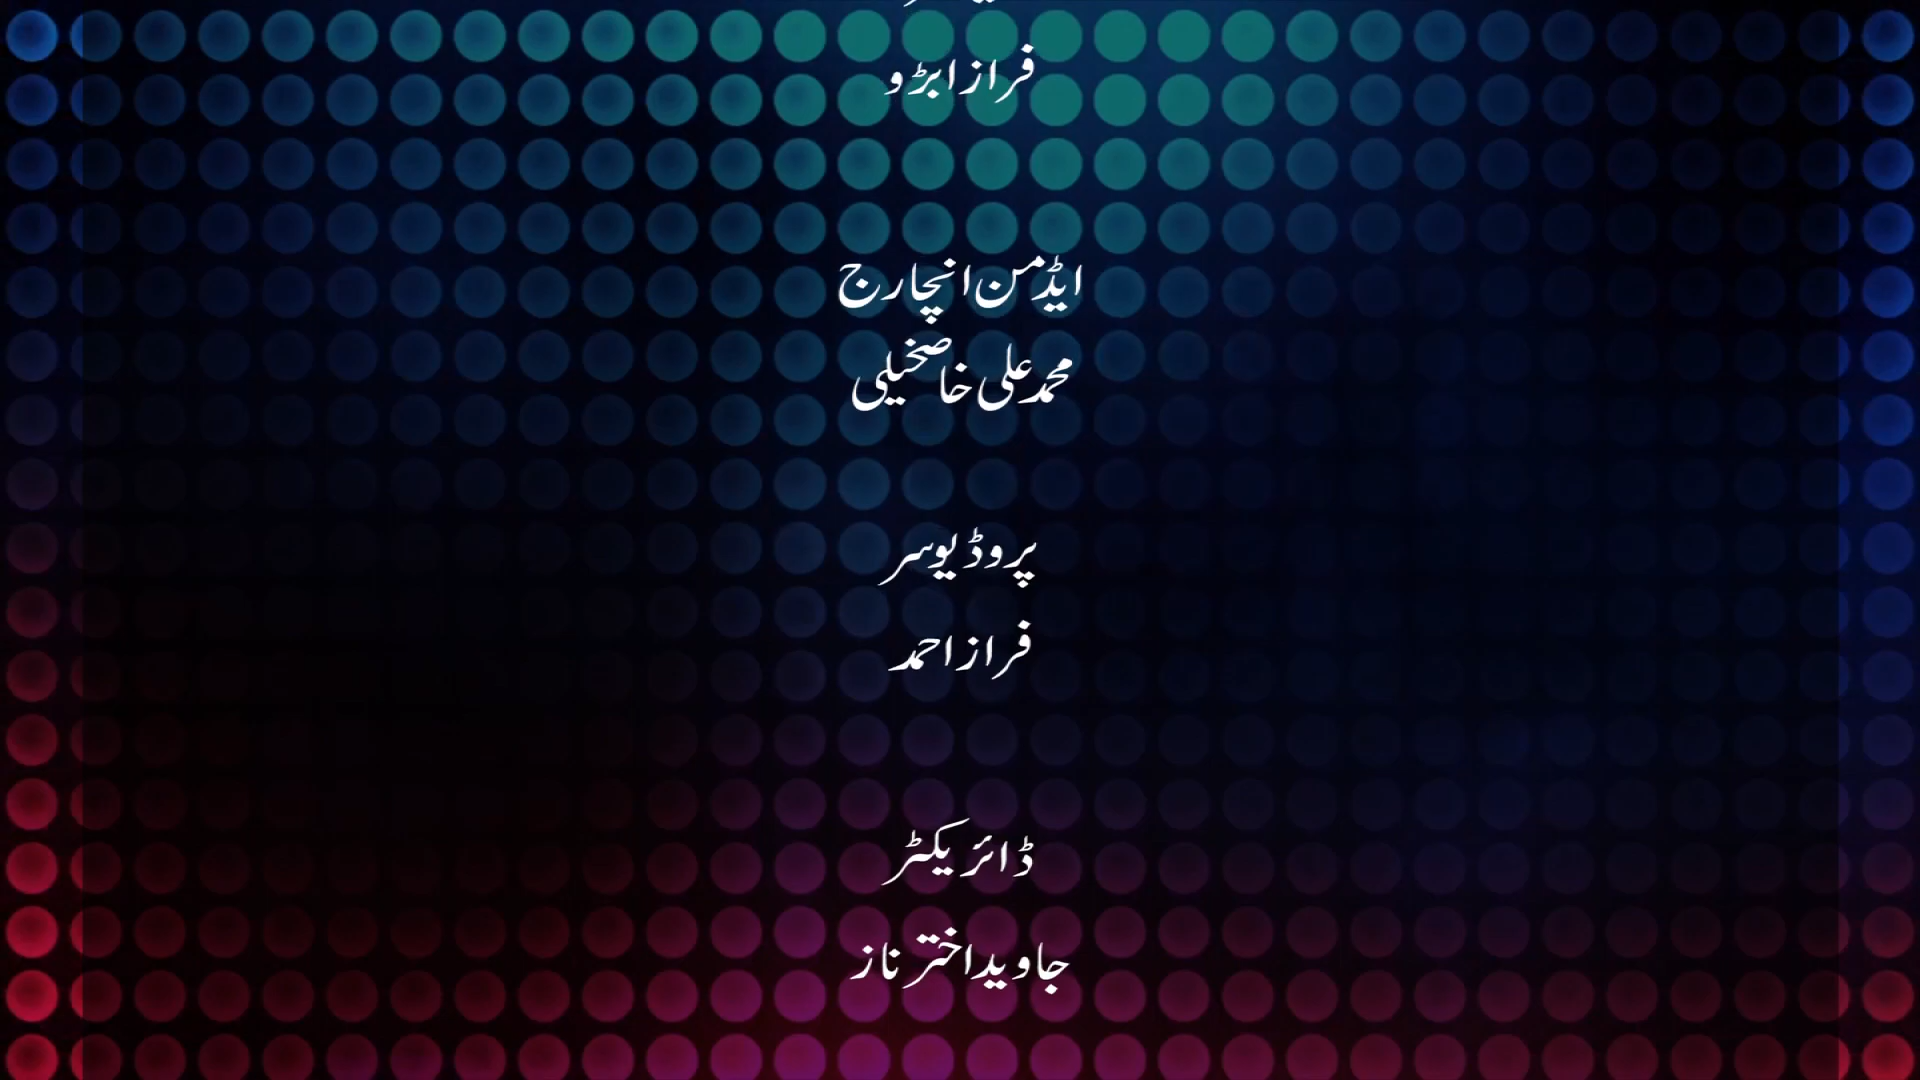 فراز ابڑو
ایڈمن انچارج
محمد علی خاصخیلی
پروڈیوسر
فراز احمد
ڈائریکٹر
جاوید اختر ناز